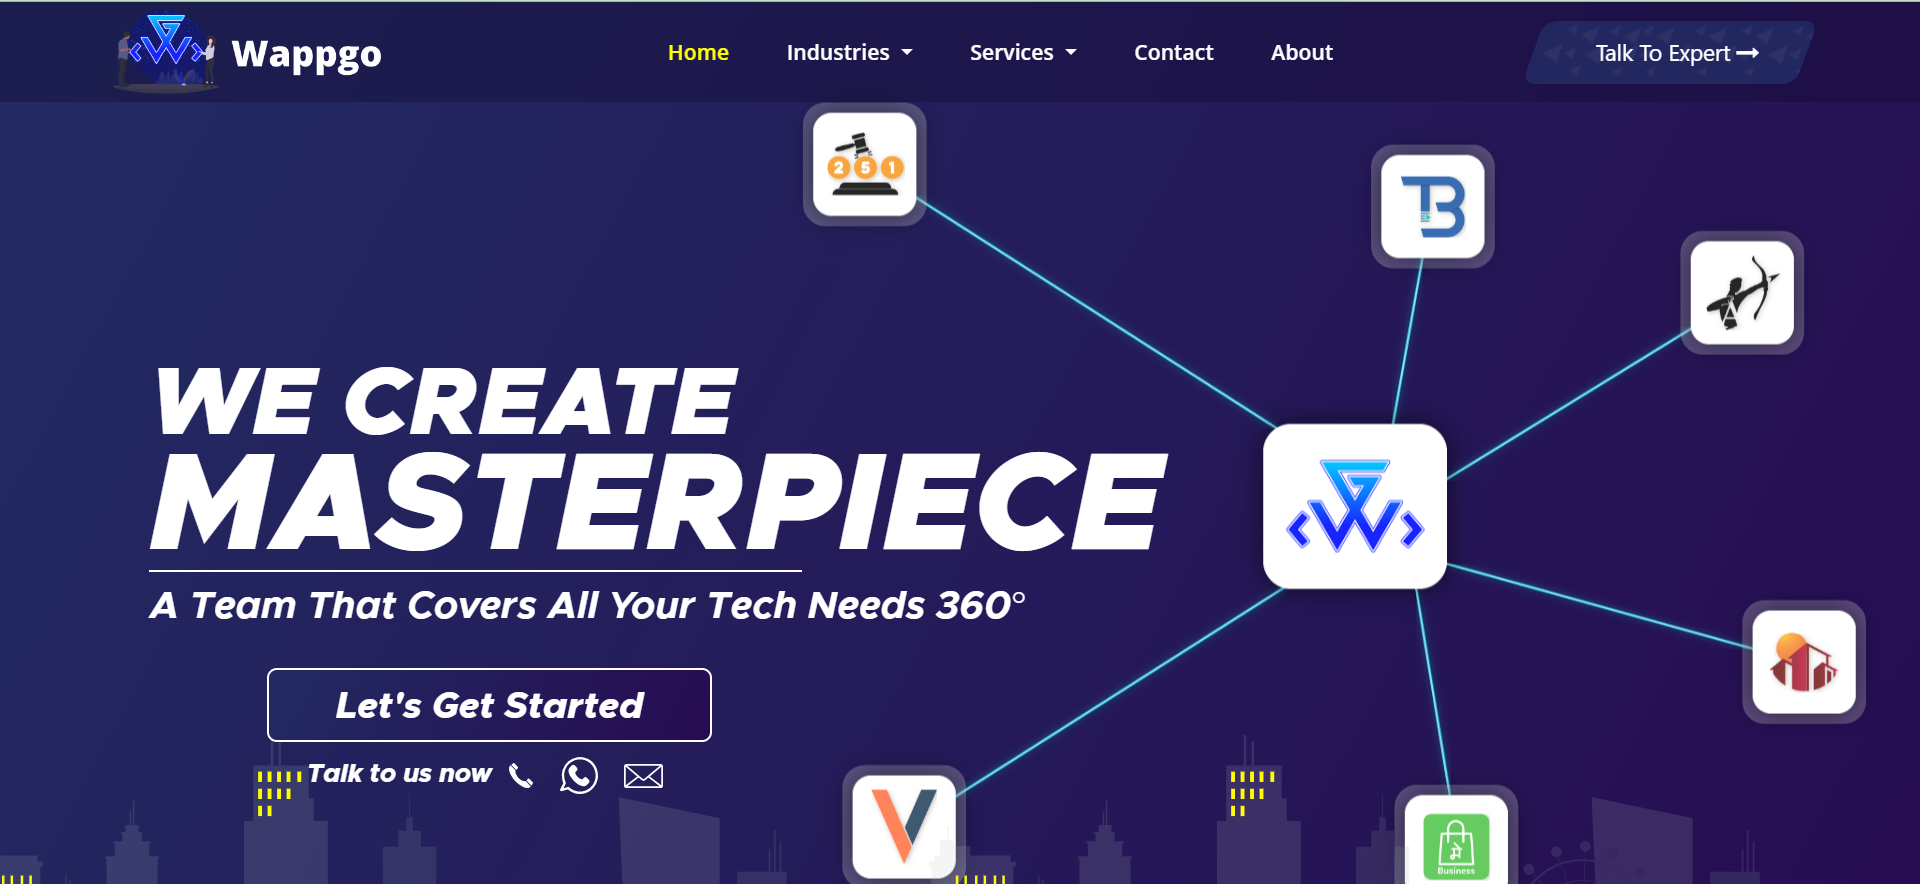 Wappgo
Home Industries Services Contact About
Talk To Expert
2 5 1
TB
WE CREATE
MASTERPIECE
A Team That Covers All Your Tech Needs 360°
Let's Get Started
Talk to us now
V
में
Business